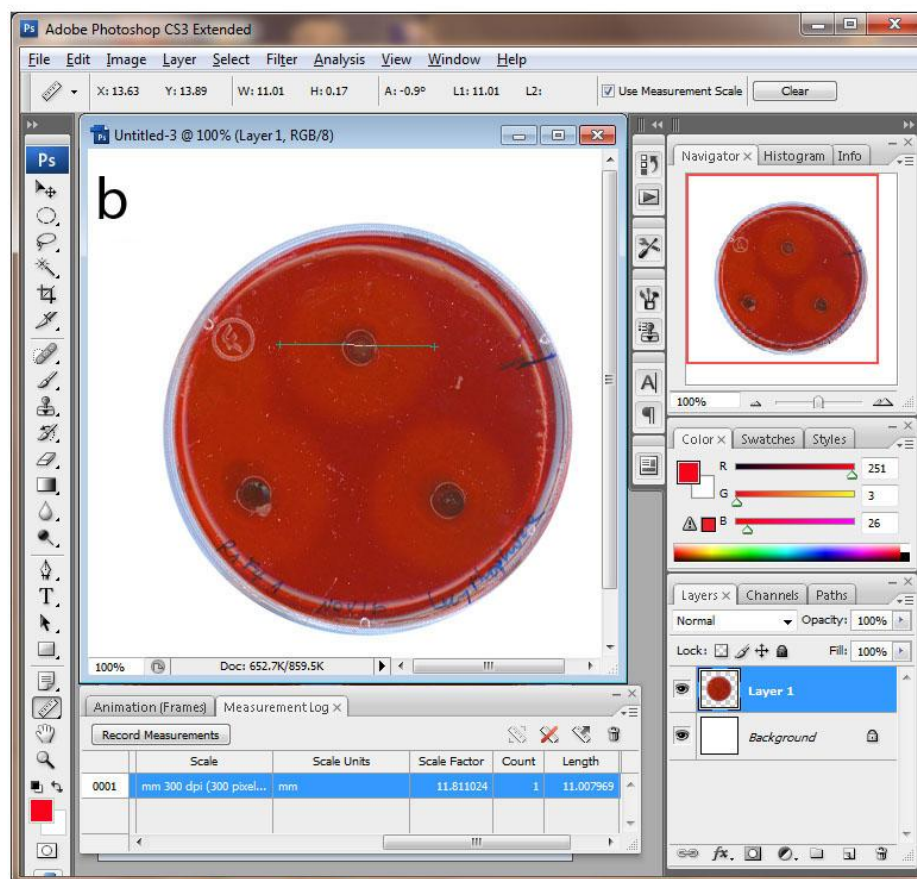 Ps Adobe Photoshop CS3 Extended
File Edit Image Layer Select Filter Analysis View Window Help
X: 13.63 Y: 13.89 W: 11.01 H: 0.17 A: -0.9° L1: 11.01 L2: Use Measurement Scale Clear
Ps Untitled-3 @ 100% (Layer 1, RGB/8)
Ps
b
Navigator × Histogram Info
100%
Color × Swatches Styles
R 251
G 3
B 26
Layers × Channels Paths
Normal Opacity: 100%
Lock: Fill: 100%
Layer 1
Background
fx.
100% Doc: 652.7K/859.5K
Animation (Frames) Measurement Log ×
Record Measurements
Scale Scale Units Scale Factor Count Length
0001 mm 300 dpi (300 pixel... mm 11.811024 1 11.007969